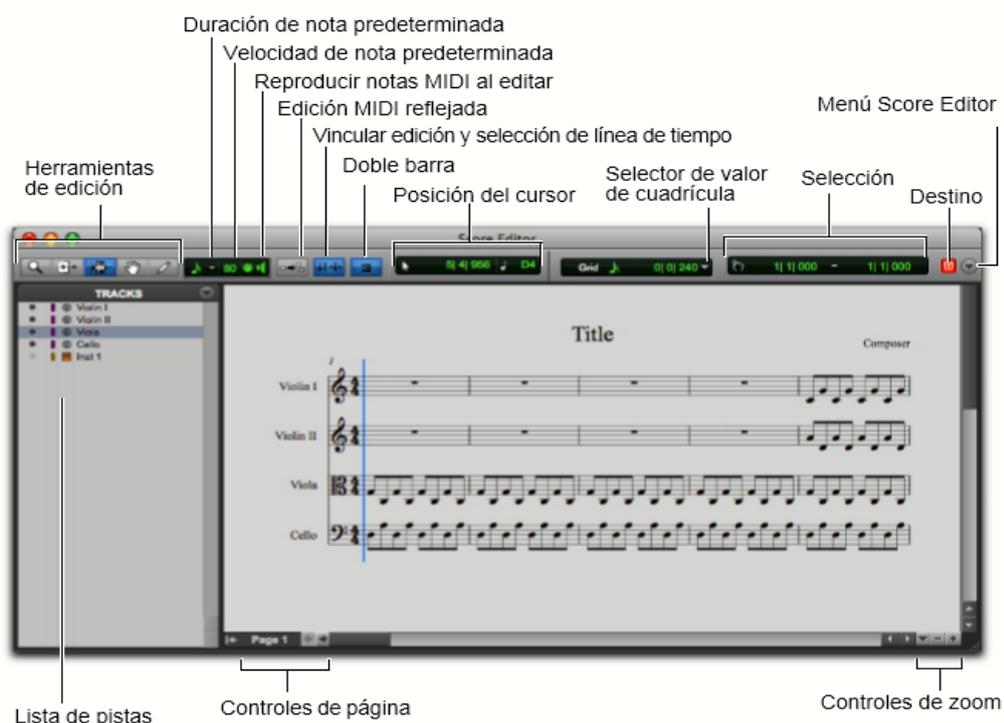 Duración de nota predeterminada
Velocidad de nota predeterminada
Reproducir notas MIDI al editar
Edición MIDI reflejada
Vincular edición y selección de línea de tiempo
Doble barra
Posición del cursor
Menú Score Editor
Herramientas
de edición
Selector de valor
de cuadrícula
Selección
Destino
Score Editor
80
5| 4| 956
D4
Grid
0| 0| 240
1| 1| 000
1| 1| 000
TRACKS
Violin I
Violin II
Viola
Cello
Inst 1
Title
Composer
1
Violin I
Violin II
Viola
Cello
Page 1
Lista de pistas
Controles de página
Controles de zoom